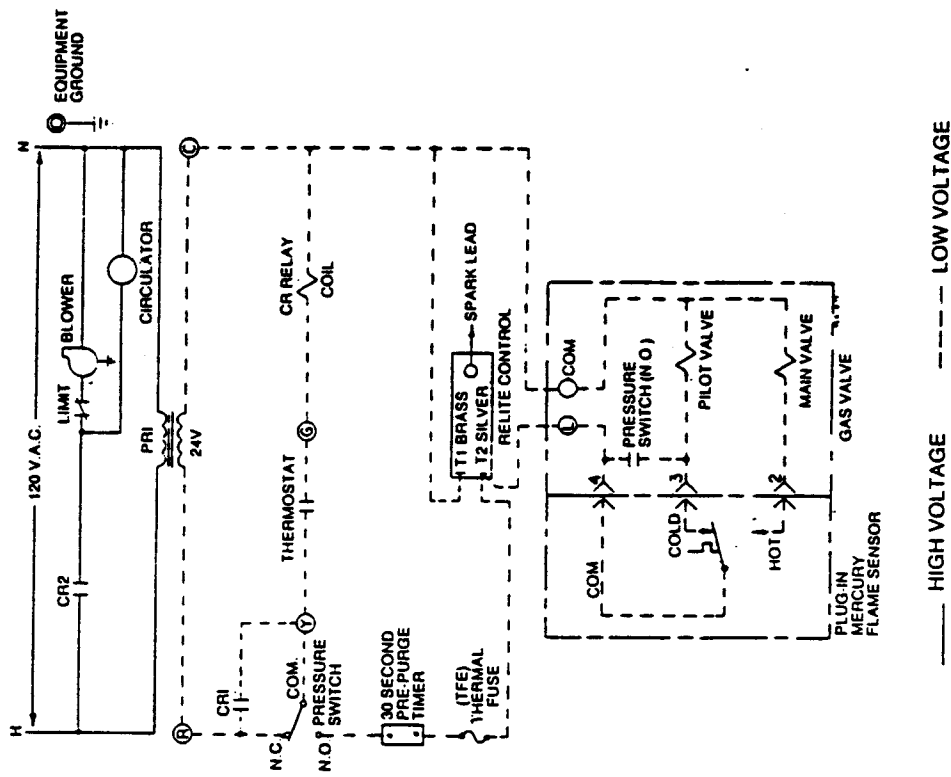 120 V.A.C.
H
N
EQUIPMENT
GROUND
CR2
LIMIT
BLOWER
CIRCULATOR
PRI
24V
R
C
CR1
N.C.
COM.
Y
THERMOSTAT
G
CR RELAY
COIL
N.O.
PRESSURE
SWITCH
30 SECOND
PRE-PURGE
TIMER
(TFE)
THERMAL
FUSE
T1 BRASS
T2 SILVER
SPARK LEAD
RELITE CONTROL
L
COM
4
COM
PRESSURE
SWITCH (N O)
3
COLD
PILOT VALVE
2
HOT
MAIN VALVE
PLUG-IN
MERCURY
FLAME SENSOR
GAS VALVE
HIGH VOLTAGE
LOW VOLTAGE